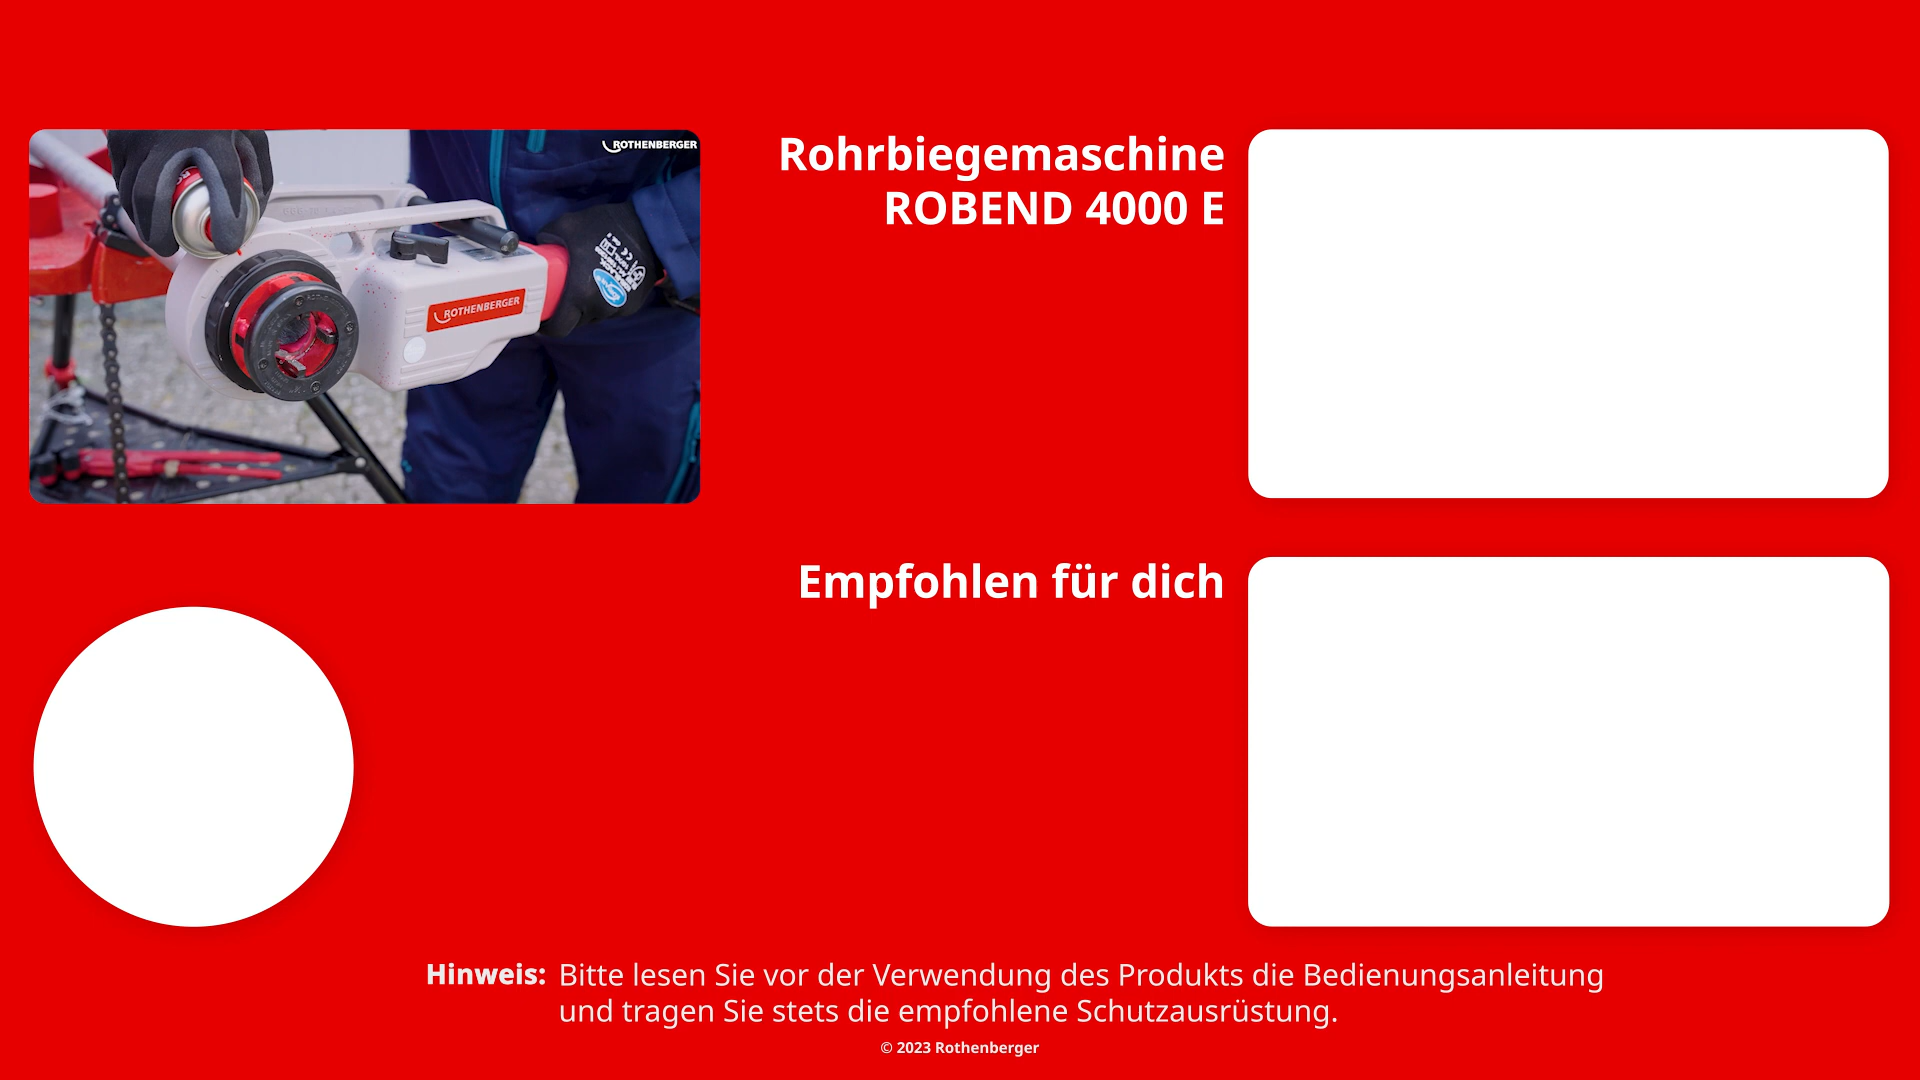 ROTHENBERGER
ROTHENBERGER
Rohrbiegemaschine
ROBEND 4000 E
Empfohlen für dich
Hinweis: Bitte lesen Sie vor der Verwendung des Produkts die Bedienungsanleitung
und tragen Sie stets die empfohlene Schutzausrüstung.
© 2023 Rothenberger